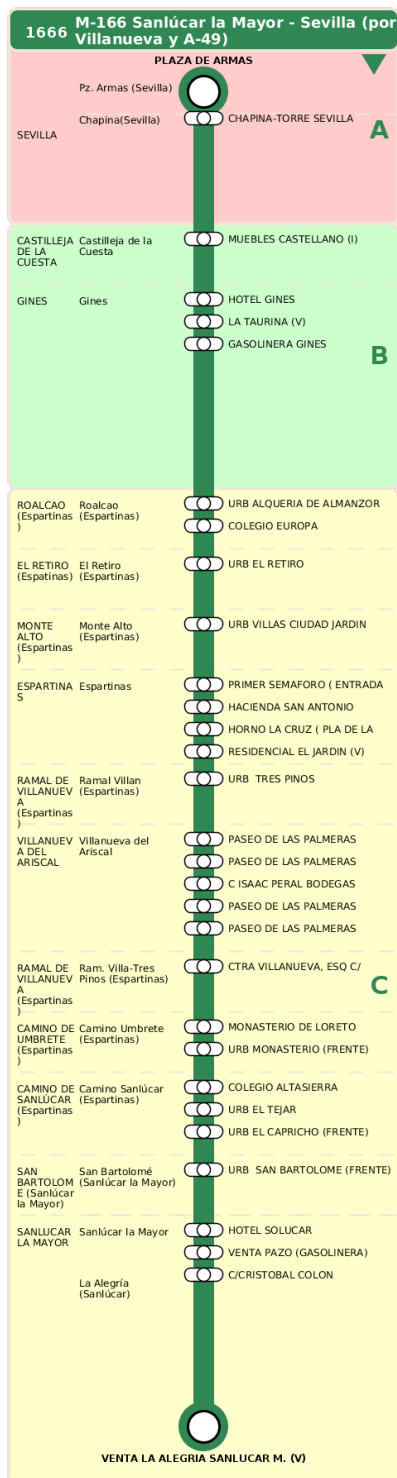 1666 M-166 Sanlúcar la Mayor - Sevilla (por
Villanueva y A-49)
PLAZA DE ARMAS
Pz. Armas (Sevilla)
Chapina(Sevilla)
CHAPINA-TORRE SEVILLA
SEVILLA
A
CASTILLEJA
DE LA
CUESTA
Castilleja de la
Cuesta
MUEBLES CASTELLANO (I)
GINES
Gines
HOTEL GINES
LA TAURINA (V)
GASOLINERA GINES
B
ROALCAO
(Espartinas
)
Roalcao
(Espartinas)
URB ALQUERIA DE ALMANZOR
COLEGIO EUROPA
EL RETIRO
(Espatinas)
El Retiro
(Espartinas)
URB EL RETIRO
MONTE
ALTO
(Espartinas
)
Monte Alto
(Espartinas)
URB VILLAS CIUDAD JARDIN
ESPARTINA
S
Espartinas
PRIMER SEMAFORO ( ENTRADA
HACIENDA SAN ANTONIO
HORNO LA CRUZ ( PLA DE LA
RESIDENCIAL EL JARDIN (V)
RAMAL DE
VILLANUEV
A
(Espartinas
)
Ramal Villan
(Espartinas)
URB  TRES PINOS
VILLANUEV
A DEL
ARISCAL
Villanueva del
Ariscal
PASEO DE LAS PALMERAS
PASEO DE LAS PALMERAS
C ISAAC PERAL BODEGAS
PASEO DE LAS PALMERAS
PASEO DE LAS PALMERAS
RAMAL DE
VILLANUEV
A
(Espartinas
)
Ram. Villa-Tres
Pinos (Espartinas)
CTRA VILLANUEVA, ESQ C/
C
CAMINO DE
UMBRETE
(Espartinas
)
Camino Umbrete
(Espartinas)
MONASTERIO DE LORETO
URB MONASTERIO (FRENTE)
CAMINO DE
SANLÚCAR
(Espartinas
)
Camino Sanlúcar
(Espartinas)
COLEGIO ALTASIERRA
URB EL TEJAR
URB EL CAPRICHO (FRENTE)
SAN
BARTOLOM
E (Sanlúcar
la Mayor)
San Bartolomé
(Sanlúcar la Mayor)
URB  SAN BARTOLOME (FRENTE)
SANLUCAR
LA MAYOR
Sanlúcar la Mayor
HOTEL SOLUCAR
VENTA PAZO (GASOLINERA)
C/CRISTOBAL COLON
La Alegría
(Sanlúcar)
VENTA LA ALEGRIA SANLUCAR M. (V)